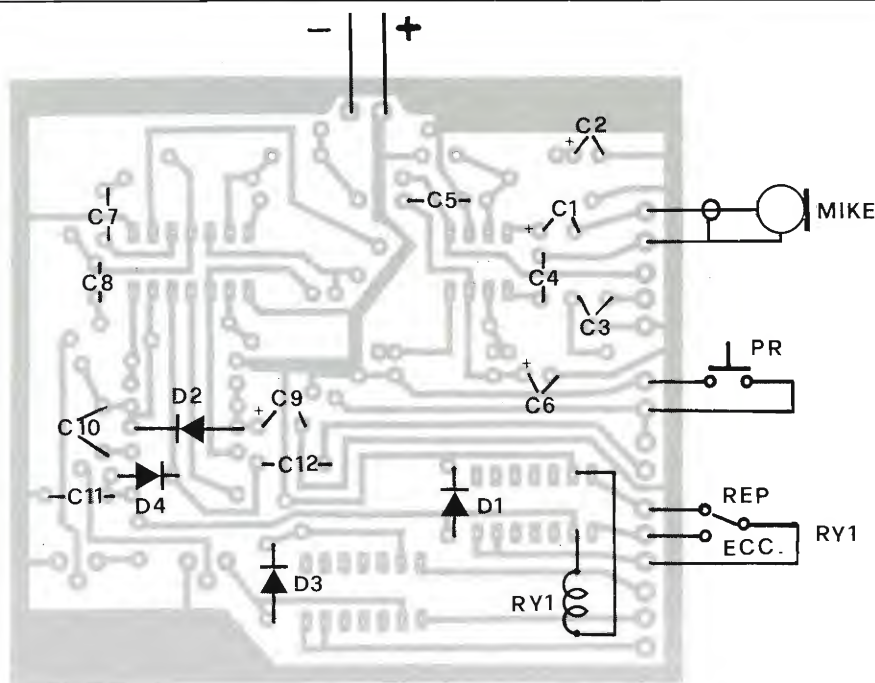 - +
+ C2
C5
C7
+ C1
MIKE
C8
C4
C3
PR
D2
+ C9
+ C6
C10
C12
D4
C11
D1
REP
ECC.
RY1
D3
RY1